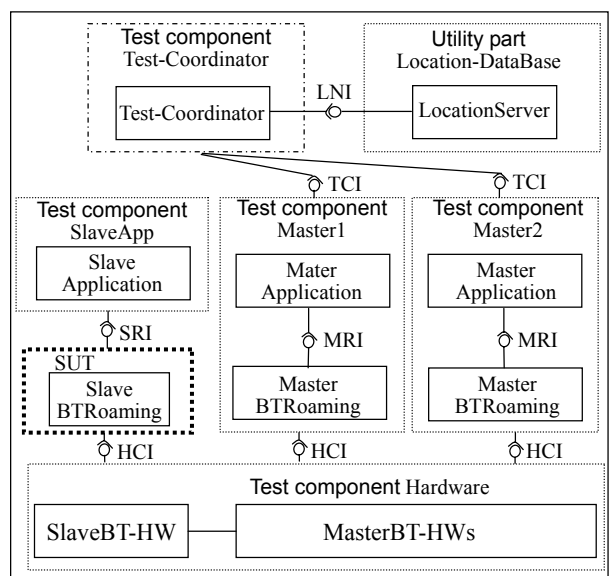 Test component
Test-Coordinator
Test-Coordinator
LNI
Utility part
Location-DataBase
LocationServer
TCI
TCI
Test component
SlaveApp
Slave
Application
SRI
SUT
Slave
BTRoaming
HCI
Test component
Master1
Mater
Application
MRI
Master
BTRoaming
HCI
Test component
Master2
Master
Application
MRI
Master
BTRoaming
HCI
Test component Hardware
SlaveBT-HW
MasterBT-HWs